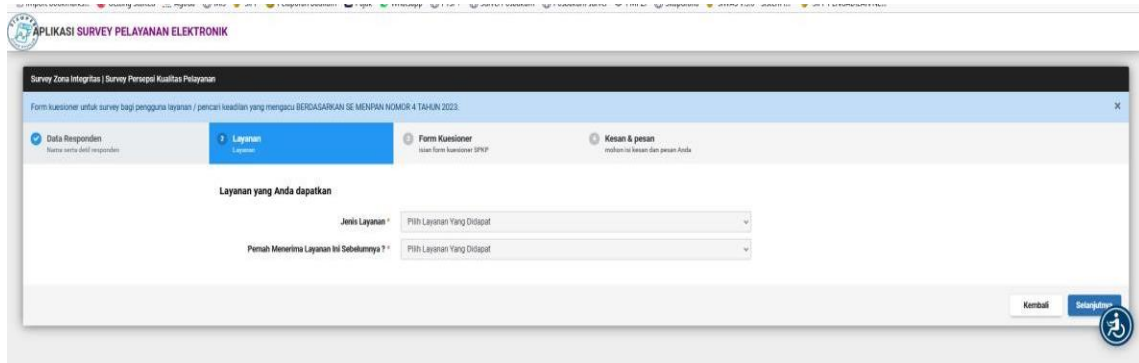 APLIKASI SURVEY PELAYANAN ELEKTRONIK
Survey Zona Integritas | Survey Persepsi Kualitas Pelayanan
Form kuesioner untuk survey bagi pengguna layanan / pencari keadilan yang mengacu BERDASARKAN SE MENPAN NOMOR 4 TAHUN 2023.
Data Responden
Nama serta detil responden
2 Layanan
Layanan
3 Form Kuesioner
isian form kuesioner SPKP
4 Kesan & pesan
mohon isi kesan dan pesan Anda
Layanan yang Anda dapatkan
Jenis Layanan * Pilih Layanan Yang Didapat
Pernah Menerima Layanan Ini Sebelumnya ? * Pilih Layanan Yang Didapat
Kembali Selanjutnya